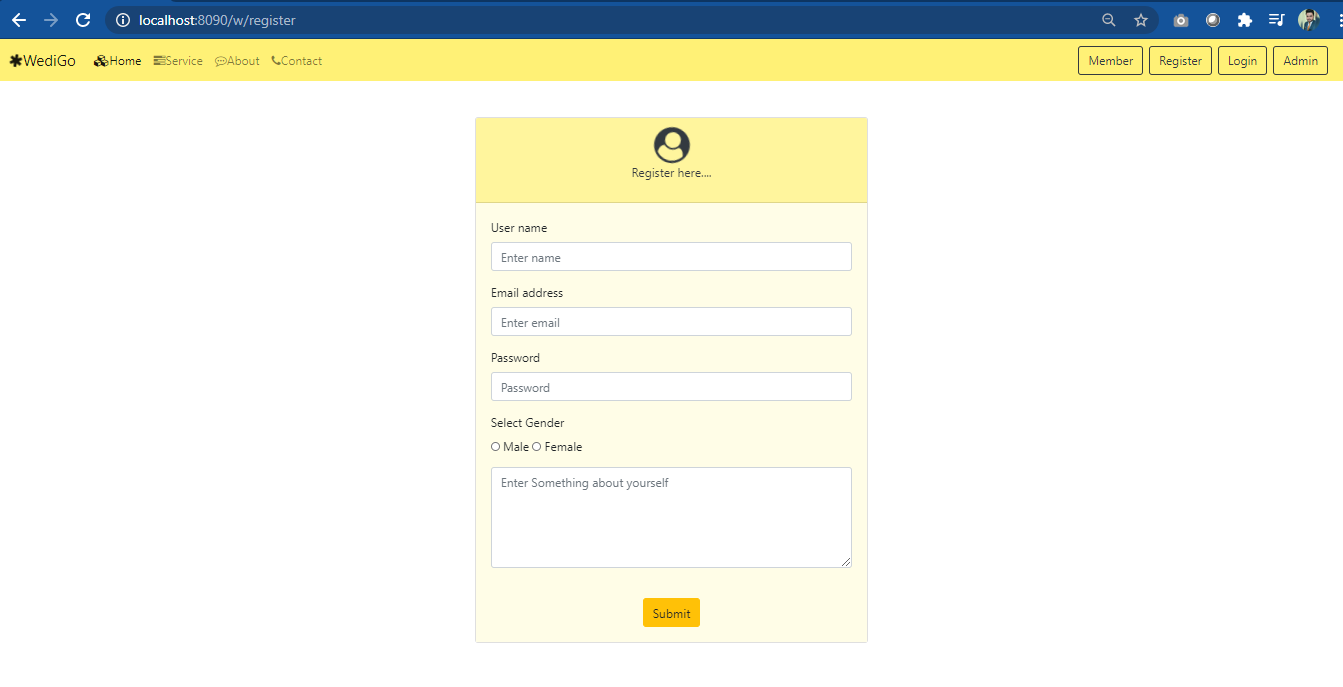 localhost:8090/w/register
WediGo Home Service About Contact Member Register Login Admin
Register here....
User name
Enter name
Email address
Enter email
Password
Password
Select Gender
Male Female
Enter Something about yourself
Submit